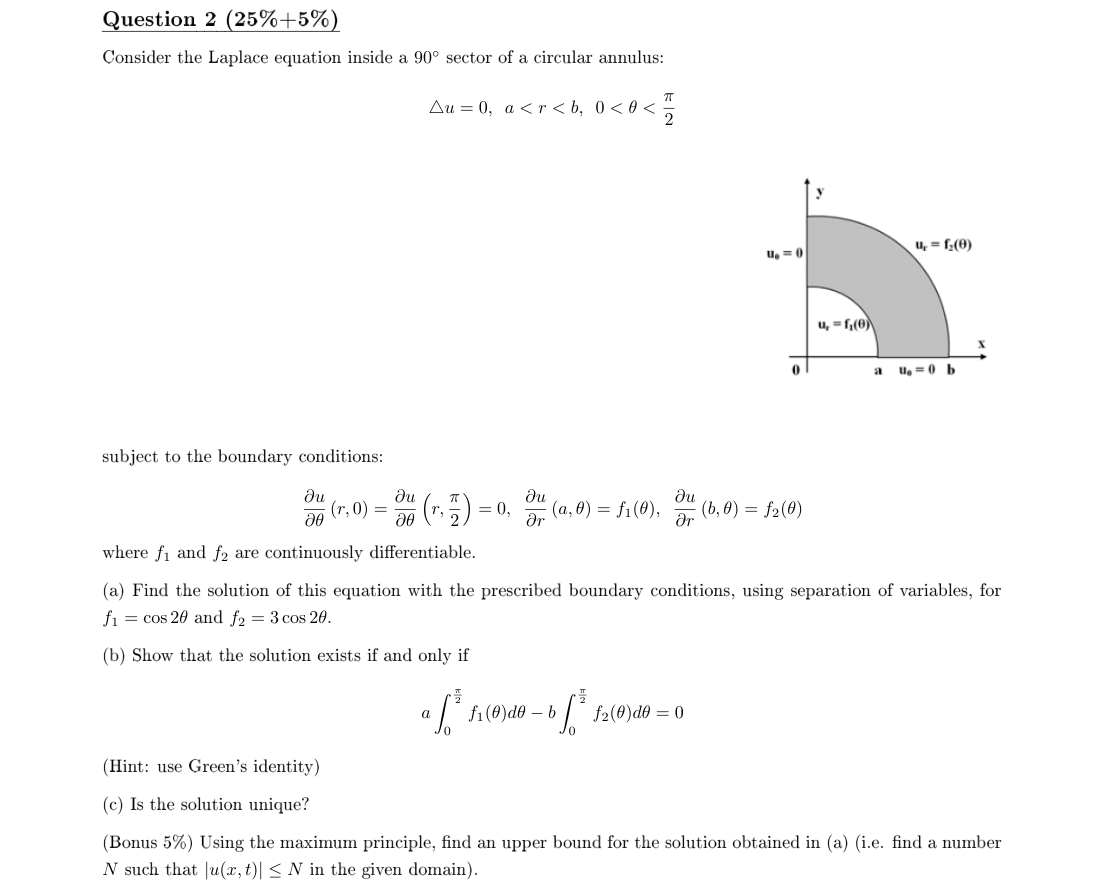 Question 2 (25%+5%)
Consider the Laplace equation inside a 90° sector of a circular annulus:
△u = 0, a < r < b, 0 < θ < π/2
y
u_θ = 0
u_r = f₂(θ)
u_r = f₁(θ)
x
0 a u_θ = 0 b
subject to the boundary conditions:
∂u/∂θ (r, 0) = ∂u/∂θ (r, π/2) = 0, ∂u/∂r (a, θ) = f₁(θ), ∂u/∂r (b, θ) = f₂(θ)
where f₁ and f₂ are continuously differentiable.
(a) Find the solution of this equation with the prescribed boundary conditions, using separation of variables, for
f₁ = cos 2θ and f₂ = 3 cos 2θ.
(b) Show that the solution exists if and only if
a ∫₀^{π/2} f₁(θ)dθ − b ∫₀^{π/2} f₂(θ)dθ = 0
(Hint: use Green's identity)
(c) Is the solution unique?
(Bonus 5%) Using the maximum principle, find an upper bound for the solution obtained in (a) (i.e. find a number
N such that |u(x, t)| ≤ N in the given domain).